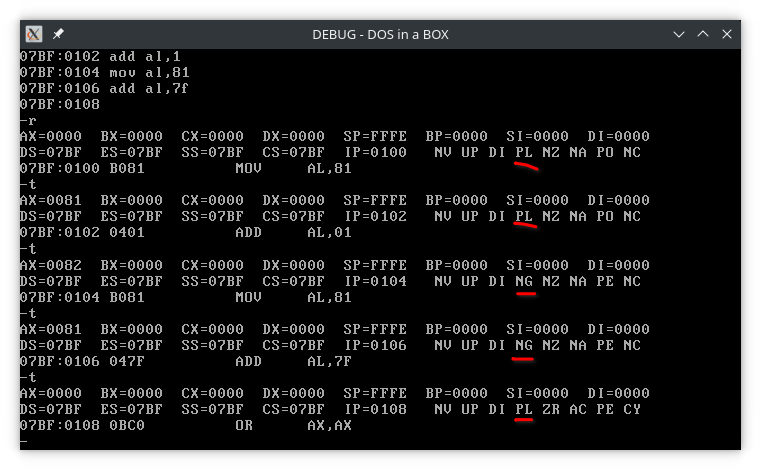 DEBUG - DOS in a BOX
07BF:0102 add al,1
07BF:0104 mov al,81
07BF:0106 add al,7f
07BF:0108
-r
AX=0000  BX=0000  CX=0000  DX=0000  SP=FFFE  BP=0000  SI=0000  DI=0000
DS=07BF  ES=07BF  SS=07BF  CS=07BF  IP=0100   NV UP DI PL NZ NA PO NC
07BF:0100 B081          MOV     AL,81
-t
AX=0081  BX=0000  CX=0000  DX=0000  SP=FFFE  BP=0000  SI=0000  DI=0000
DS=07BF  ES=07BF  SS=07BF  CS=07BF  IP=0102   NV UP DI PL NZ NA PO NC
07BF:0102 0401          ADD     AL,01
-t
AX=0082  BX=0000  CX=0000  DX=0000  SP=FFFE  BP=0000  SI=0000  DI=0000
DS=07BF  ES=07BF  SS=07BF  CS=07BF  IP=0104   NV UP DI NG NZ NA PE NC
07BF:0104 B081          MOV     AL,81
-t
AX=0081  BX=0000  CX=0000  DX=0000  SP=FFFE  BP=0000  SI=0000  DI=0000
DS=07BF  ES=07BF  SS=07BF  CS=07BF  IP=0106   NV UP DI NG NZ NA PE NC
07BF:0106 047F          ADD     AL,7F
-t
AX=0000  BX=0000  CX=0000  DX=0000  SP=FFFE  BP=0000  SI=0000  DI=0000
DS=07BF  ES=07BF  SS=07BF  CS=07BF  IP=0108   NV UP DI PL ZR AC PE CY
07BF:0108 0BC0          OR      AX,AX
-